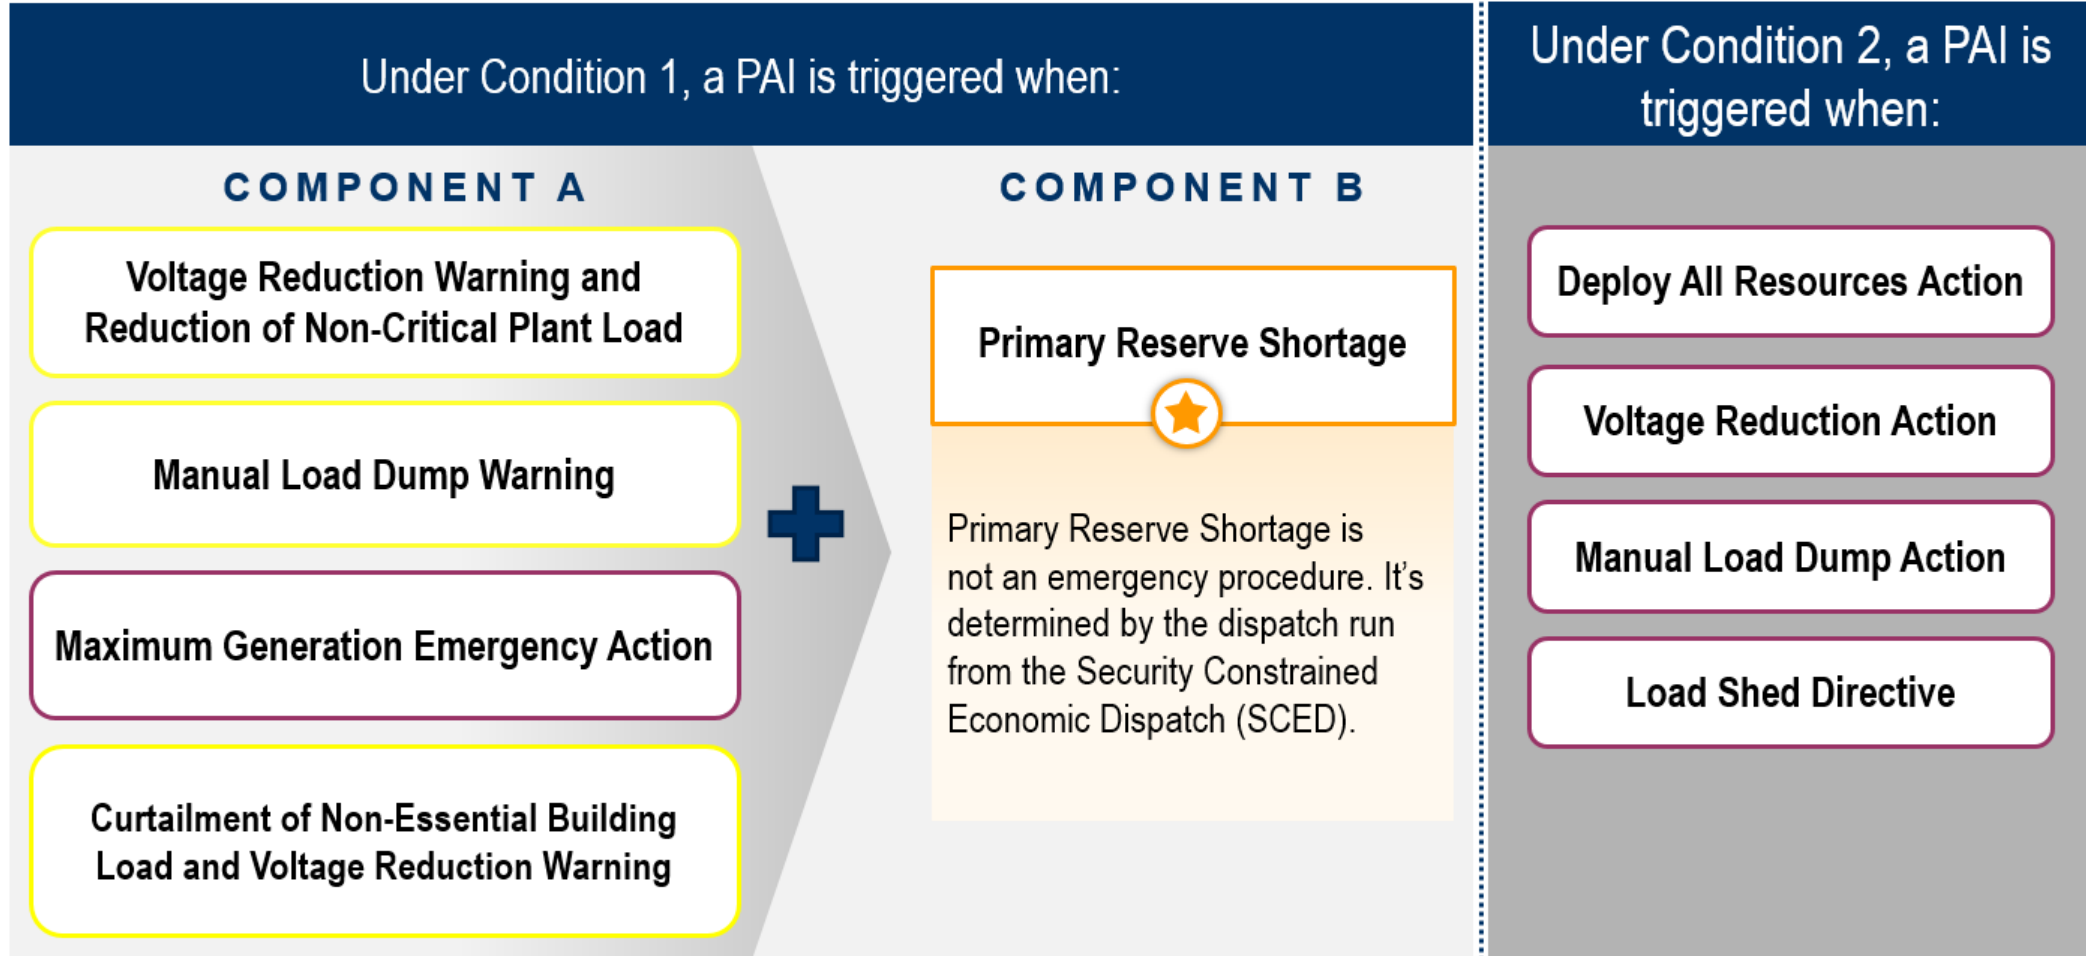 Under Condition 1, a PAI is triggered when:
COMPONENT A
Voltage Reduction Warning and
Reduction of Non-Critical Plant Load
Manual Load Dump Warning
Maximum Generation Emergency Action
Curtailment of Non-Essential Building
Load and Voltage Reduction Warning
COMPONENT B
Primary Reserve Shortage
Primary Reserve Shortage is
not an emergency procedure. It’s
determined by the dispatch run
from the Security Constrained
Economic Dispatch (SCED).
Under Condition 2, a PAI is
triggered when:
Deploy All Resources Action
Voltage Reduction Action
Manual Load Dump Action
Load Shed Directive